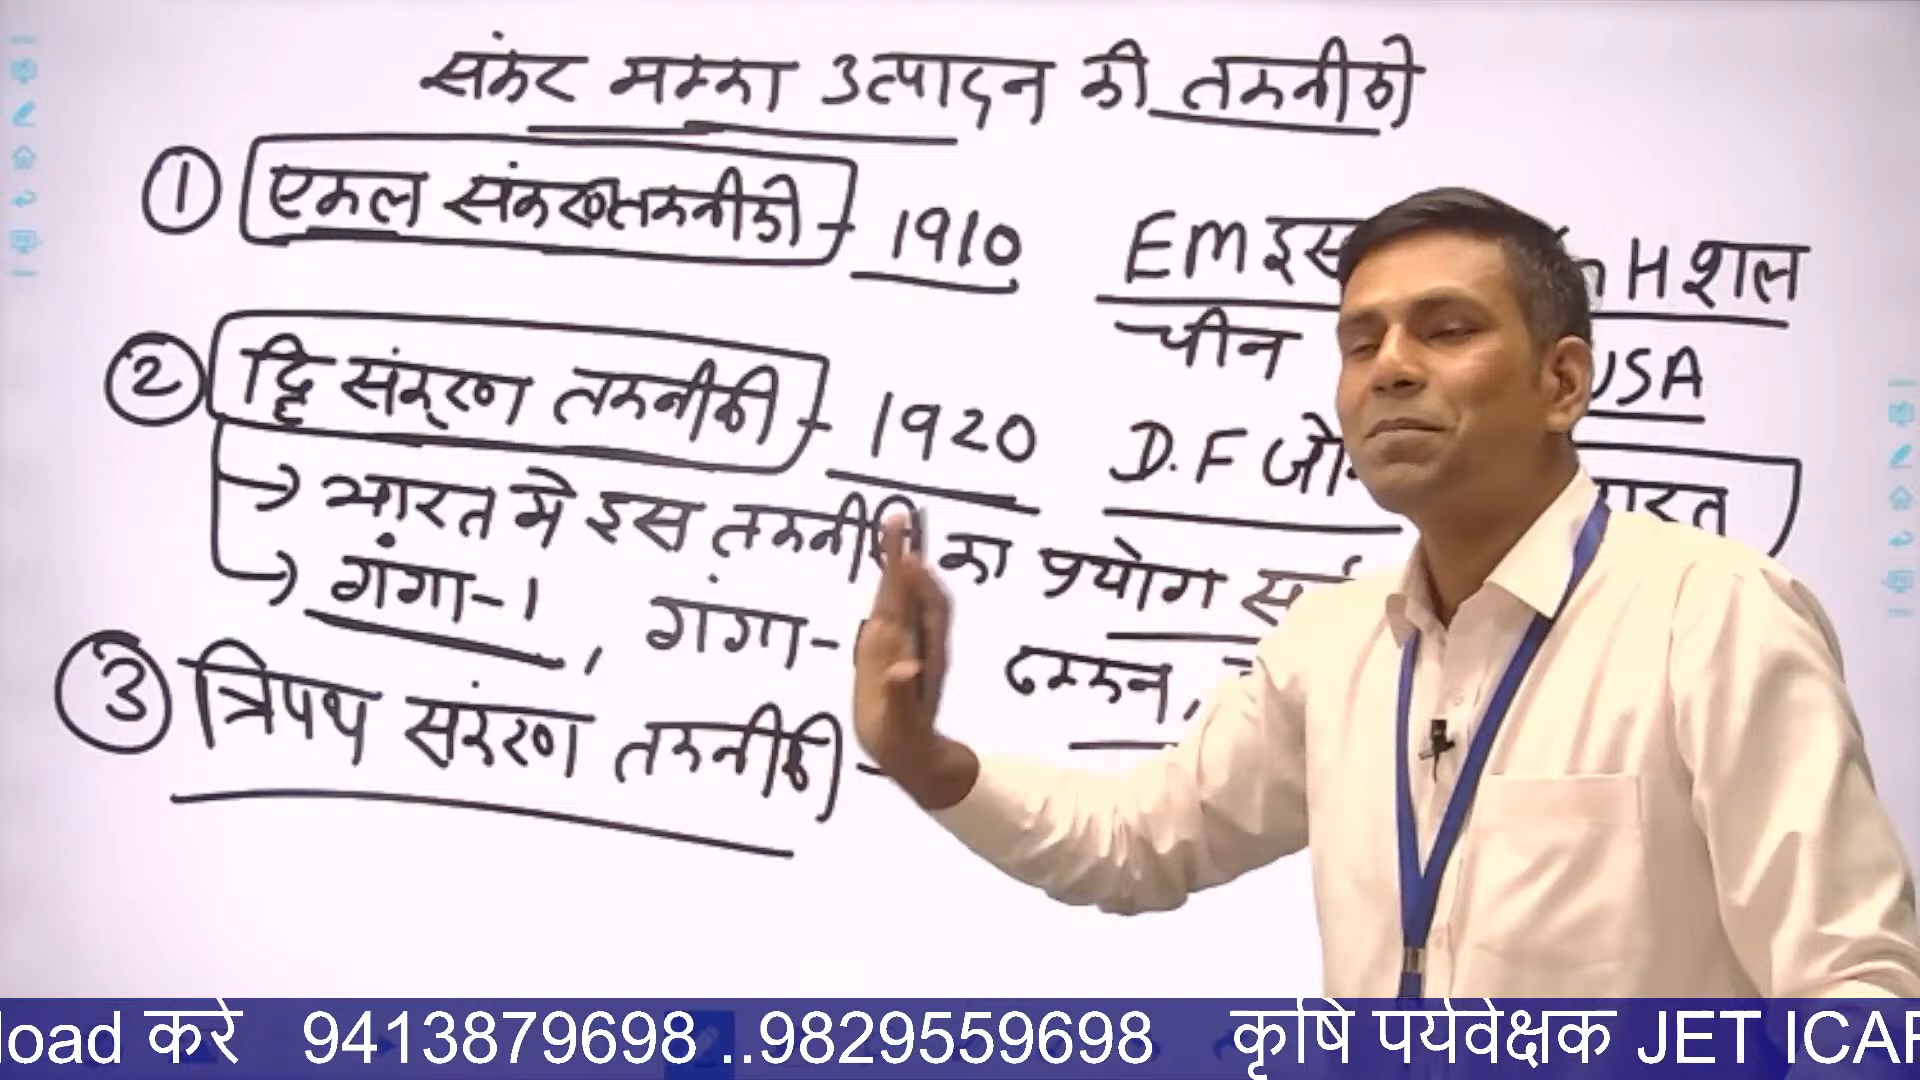 संकर मक्का उत्पादन की तकनीकी
① एकल संकरण तकनीकी - 1910 EM इस H शल
चीन USA
② द्वि संकरण तकनीकी - 1920 D.F
→ भारत मे इस तकनीकी का प्रयोग
→ गंगा-1, गंगा-
③ त्रिपथ संकरण तकनीकी -
load करे 9413879698 ..9829559698 कृषि पर्यवेक्षक JET ICAR